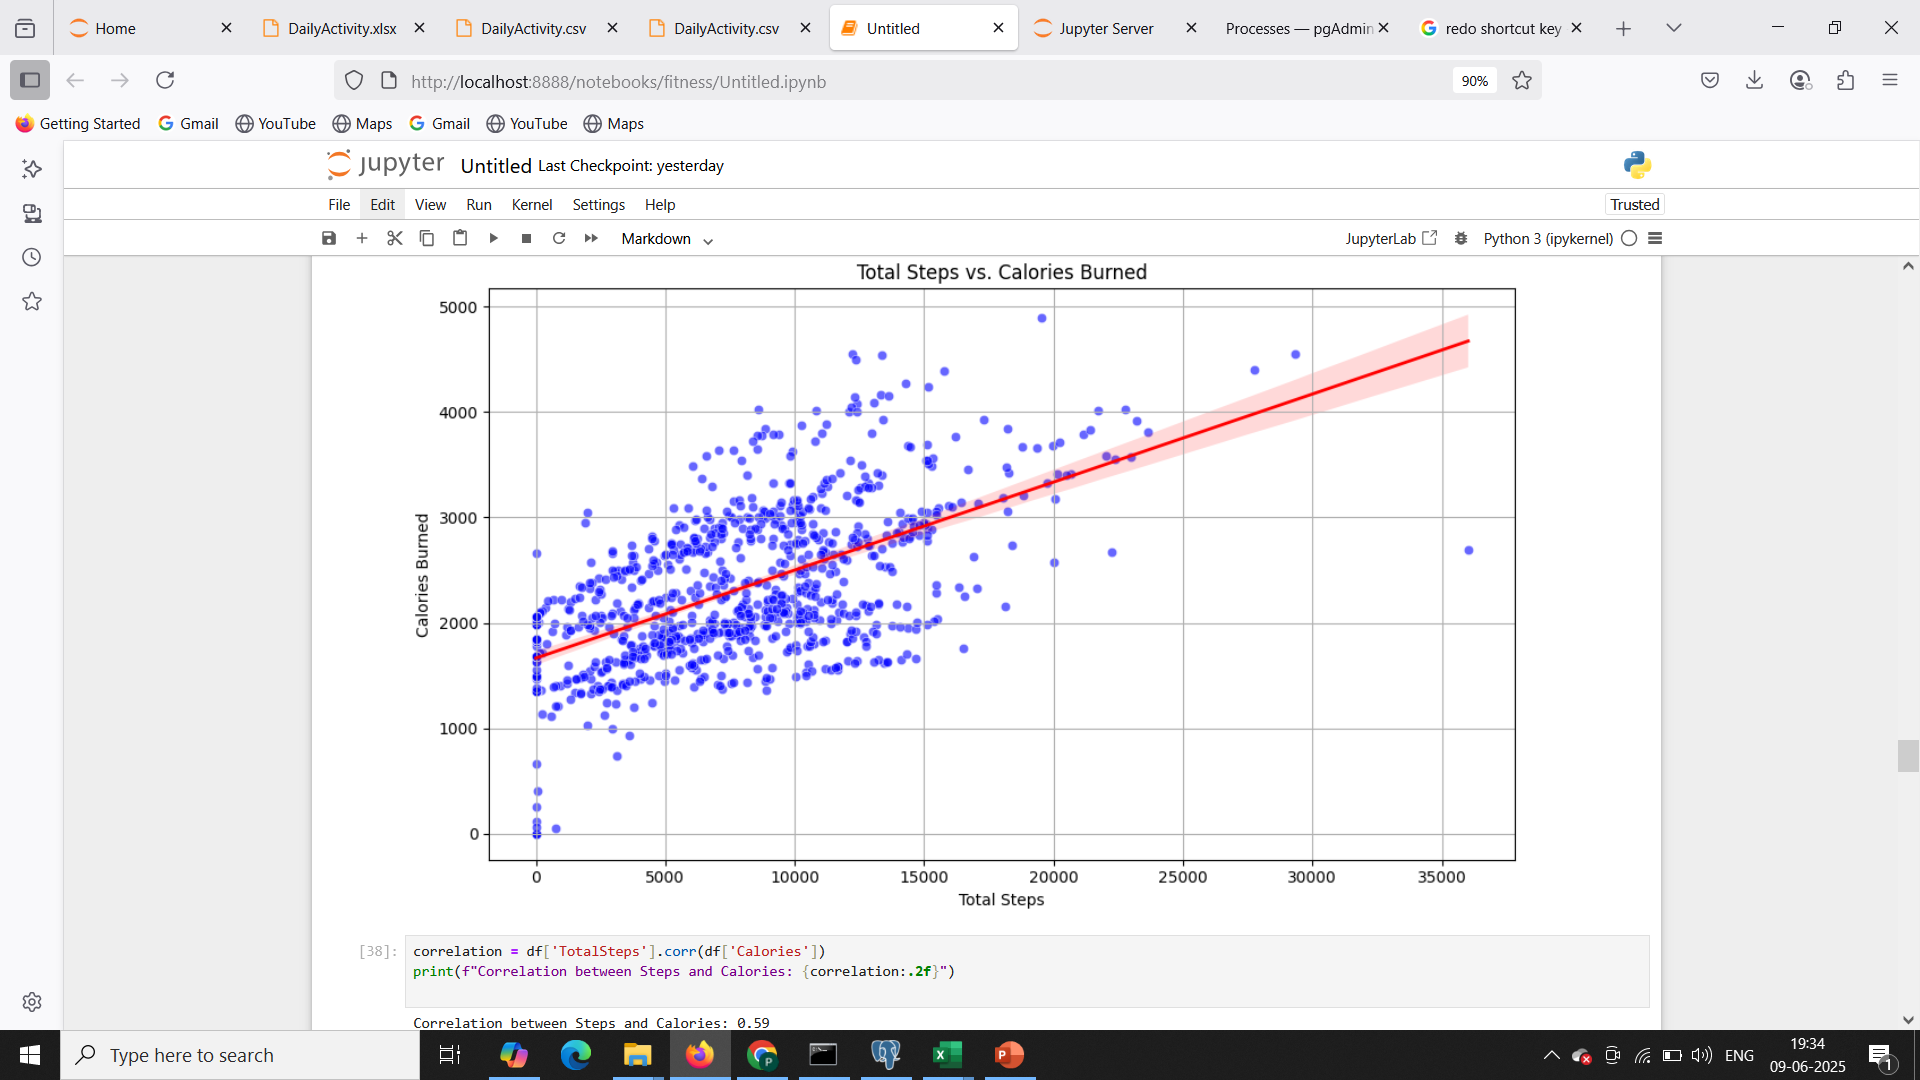 Home
DailyActivity.xlsx
DailyActivity.csv
DailyActivity.csv
Untitled
Jupyter Server
Processes — pgAdmin
redo shortcut key
http://localhost:8888/notebooks/fitness/Untitled.ipynb
90%
Getting Started
Gmail
YouTube
Maps
Gmail
YouTube
Maps
jupyter
Untitled Last Checkpoint: yesterday
File Edit View Run Kernel Settings Help
Trusted
Markdown
JupyterLab
Python 3 (ipykernel)
Total Steps vs. Calories Burned
5000
4000
3000
2000
1000
0
Calories Burned
0 5000 10000 15000 20000 25000 30000 35000
Total Steps
[38]:
correlation = df['TotalSteps'].corr(df['Calories'])
print(f"Correlation between Steps and Calories: {correlation:.2f}")
Correlation between Steps and Calories: 0.59
Type here to search
P
ENG
19:34
09-06-2025
1